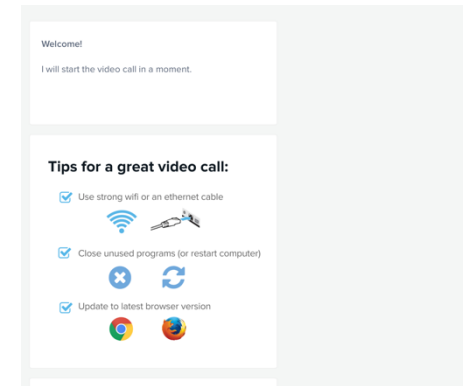 Welcome!
I will start the video call in a moment.
Tips for a great video call:
Use strong wifi or an ethernet cable
Close unused programs (or restart computer)
Update to latest browser version